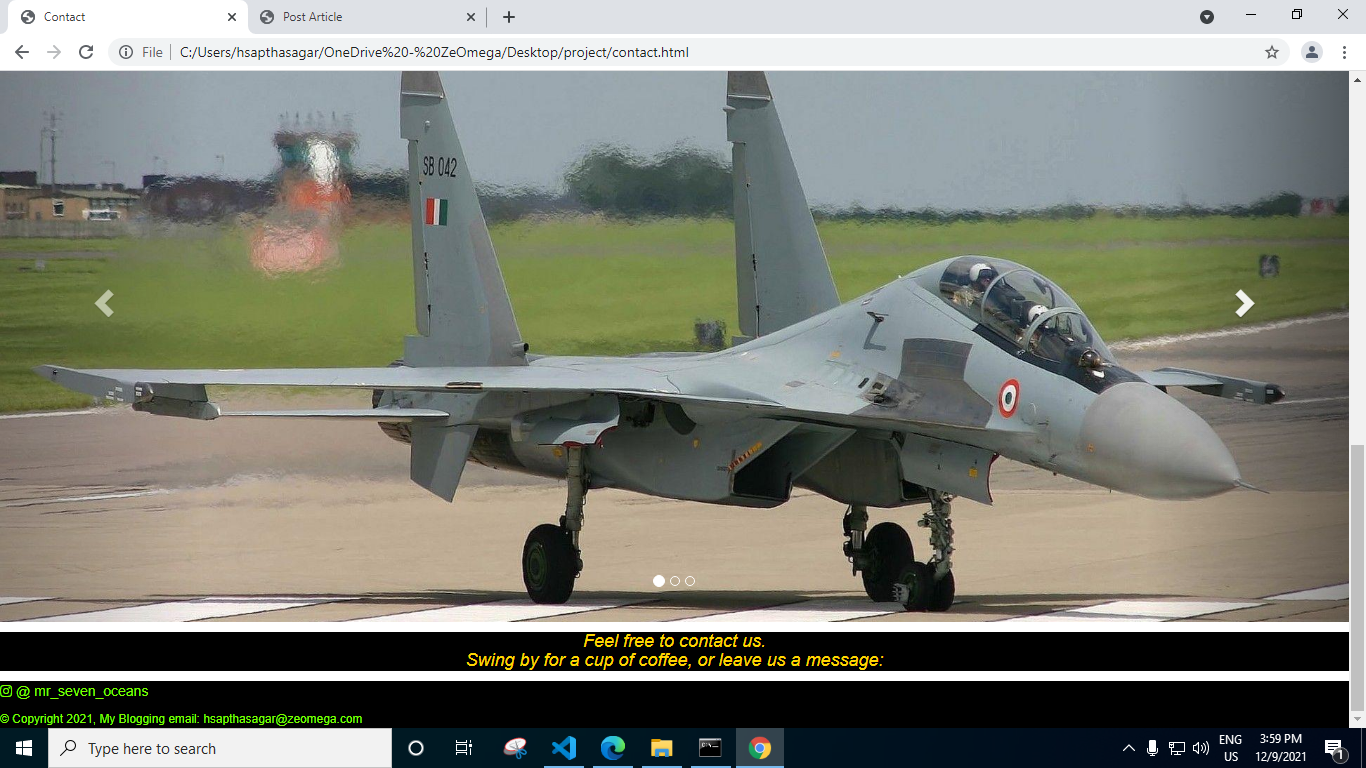 Contact
Post Article
File
C:/Users/hsapthasagar/OneDrive%20-%20ZeOmega/Desktop/project/contact.html
SB 042
Z
Feel free to contact us.
Swing by for a cup of coffee, or leave us a message:
@ mr_seven_oceans
© Copyright 2021, My Blogging email: hsapthasagar@zeomega.com
Type here to search
ENG
US
3:59 PM
12/9/2021
1